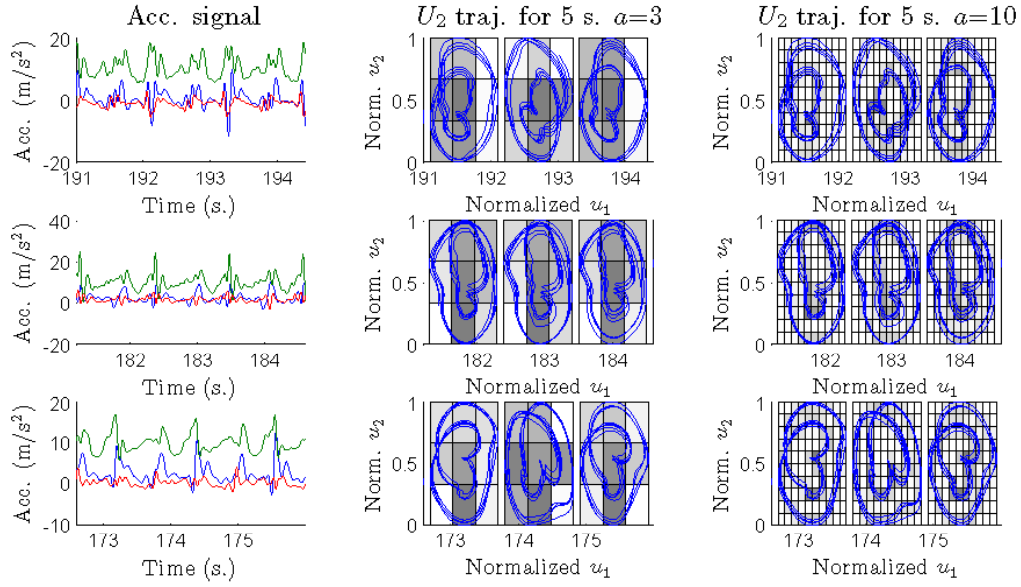 Acc. signal
U₂ traj. for 5 s. a=3
U₂ traj. for 5 s. a=10
Acc. (m/s²)
20
0
-20
191 192 193 194
Time (s.)
Norm. u₂
1
0.5
0
191 192 193 194
Normalized u₁
Norm. u₂
1
0.5
0
191 192 193 194
Normalized u₁
Acc. (m/s²)
40
20
0
-20
182 183 184
Time (s.)
Norm. u₂
1
0.5
0
182 183 184
Normalized u₁
Norm. u₂
1
0.5
0
182 183 184
Normalized u₁
Acc. (m/s²)
20
10
0
-10
173 174 175
Time (s.)
Norm. u₂
1
0.5
0
173 174 175
Normalized u₁
Norm. u₂
1
0.5
0
173 174 175
Normalized u₁